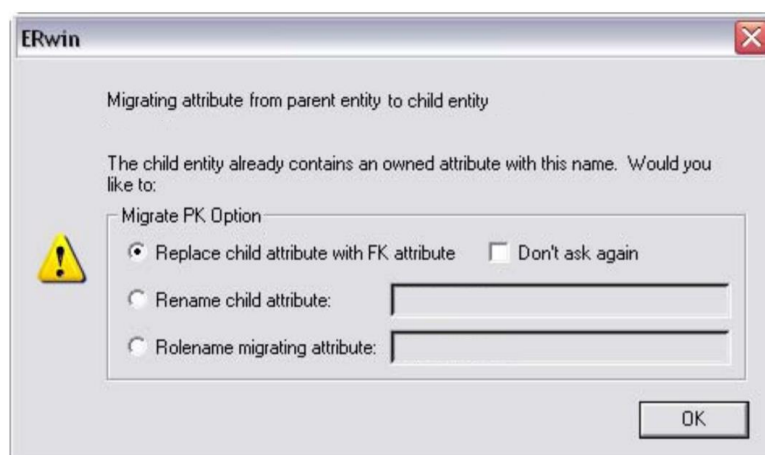 ERwin
Migrating attribute from parent entity to child entity
The child entity already contains an owned attribute with this name. Would you
like to:
Migrate PK Option
Replace child attribute with FK attribute Don't ask again
Rename child attribute:
Rolename migrating attribute:
OK